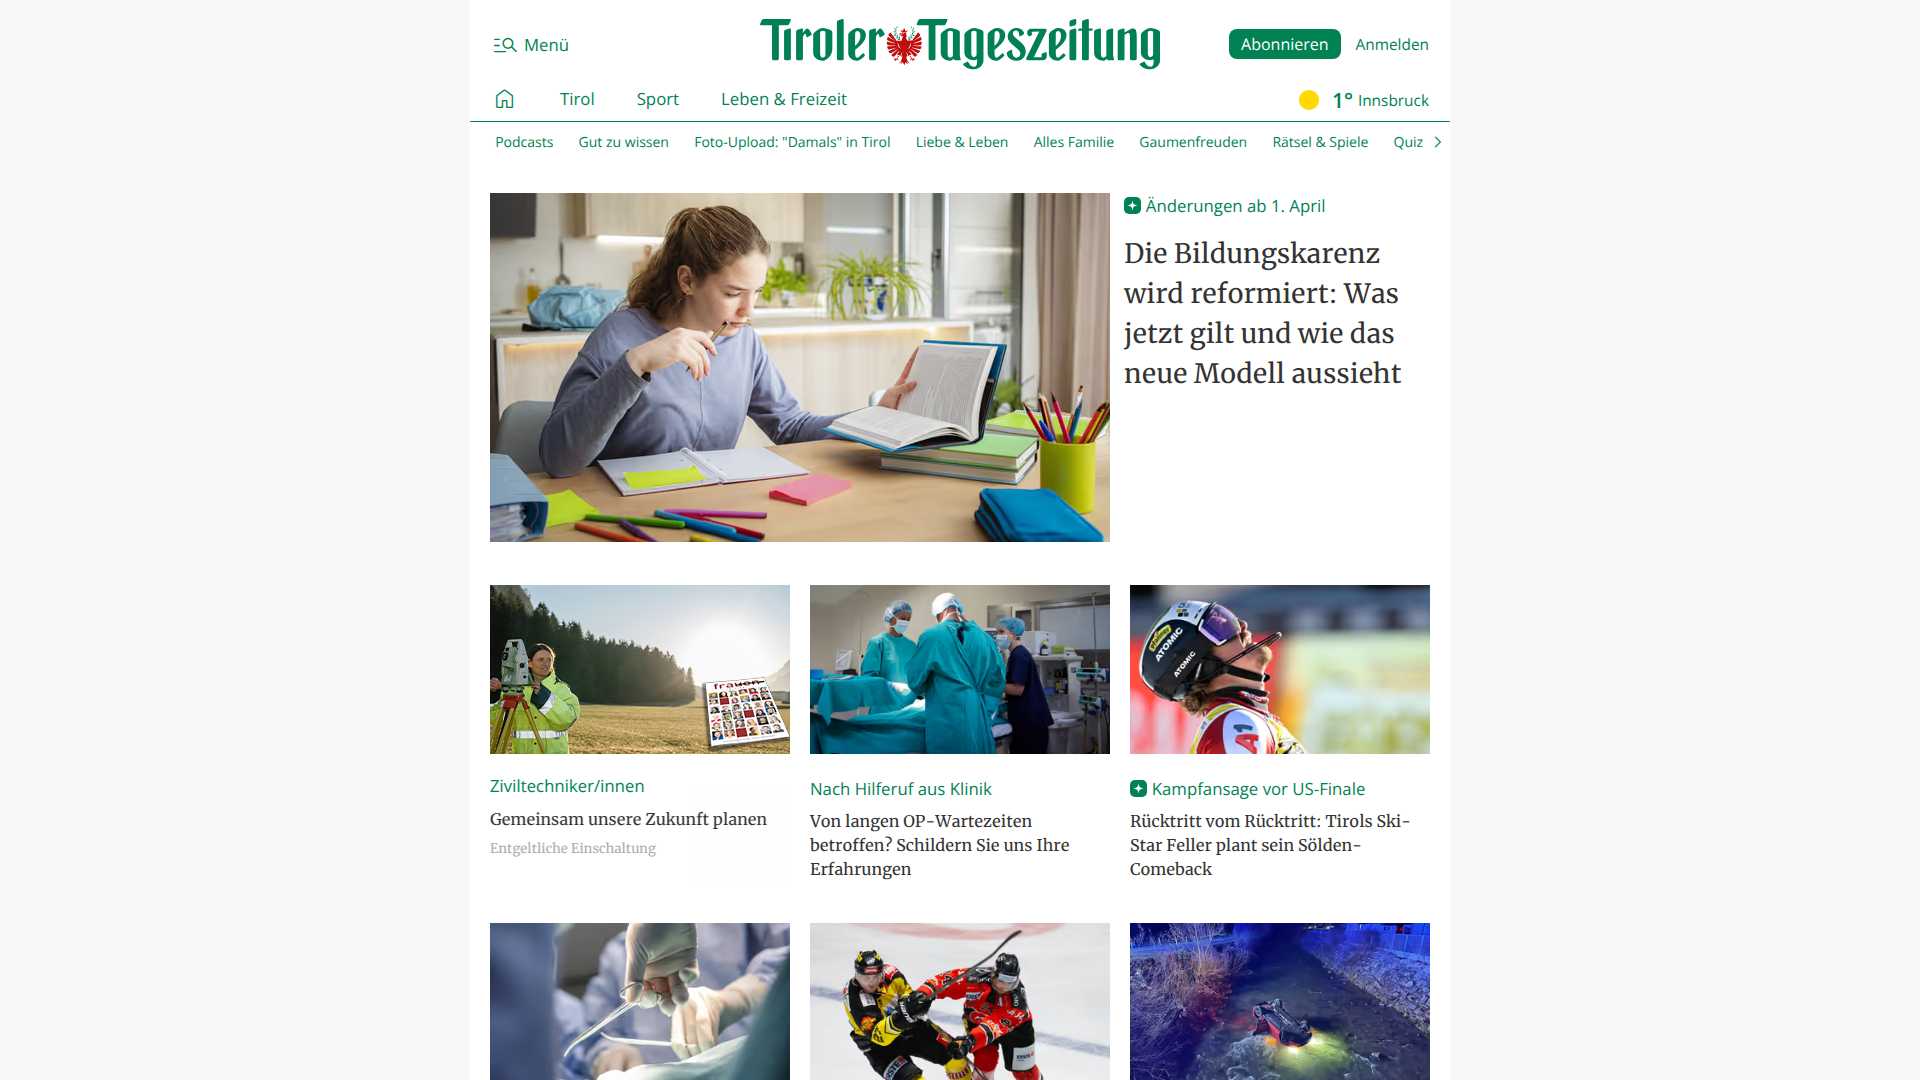 Menü
Tiroler Tageszeitung
Abonnieren
Anmelden
Tirol
Sport
Leben & Freizeit
1° Innsbruck
Podcasts
Gut zu wissen
Foto-Upload: "Damals" in Tirol
Liebe & Leben
Alles Familie
Gaumenfreuden
Rätsel & Spiele
Quiz
Änderungen ab 1. April
Die Bildungskarenz
wird reformiert: Was
jetzt gilt und wie das
neue Modell aussieht
frauen
ATOMIC
ATOMIC
A1
Ziviltechniker/innen
Gemeinsam unsere Zukunft planen
Entgeltliche Einschaltung
Nach Hilferuf aus Klinik
Von langen OP-Wartezeiten
betroffen? Schildern Sie uns Ihre
Erfahrungen
Kampfansage vor US-Finale
Rücktritt vom Rücktritt: Tirols Ski-
Star Feller plant sein Sölden-
Comeback